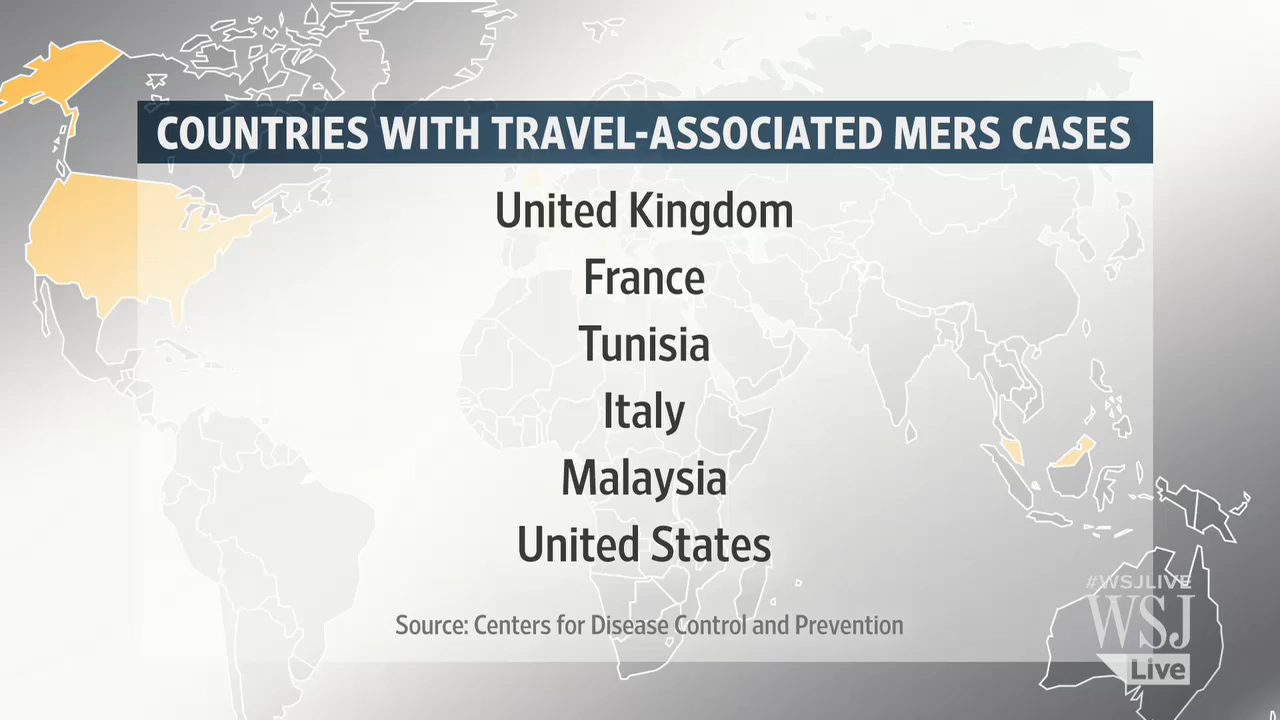 COUNTRIES WITH TRAVEL-ASSOCIATED MERS CASES
United Kingdom
France
Tunisia
Italy
Malaysia
United States
Source: Centers for Disease Control and Prevention
#WSJLIVE
WSJ
Live